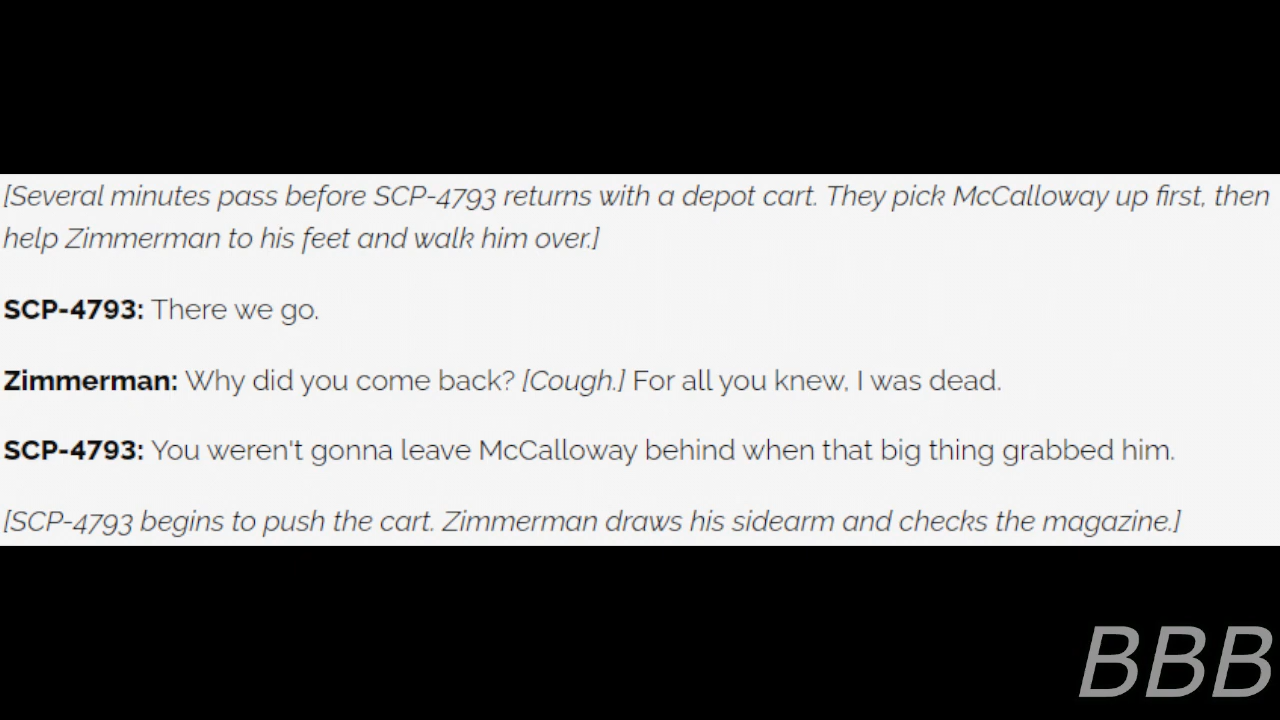 [Several minutes pass before SCP-4793 returns with a depot cart. They pick McCalloway up first, then
help Zimmerman to his feet and walk him over.]
SCP-4793: There we go.
Zimmerman: Why did you come back? [Cough.] For all you knew, I was dead.
SCP-4793: You weren't gonna leave McCalloway behind when that big thing grabbed him.
[SCP-4793 begins to push the cart. Zimmerman draws his sidearm and checks the magazine.]
BBB